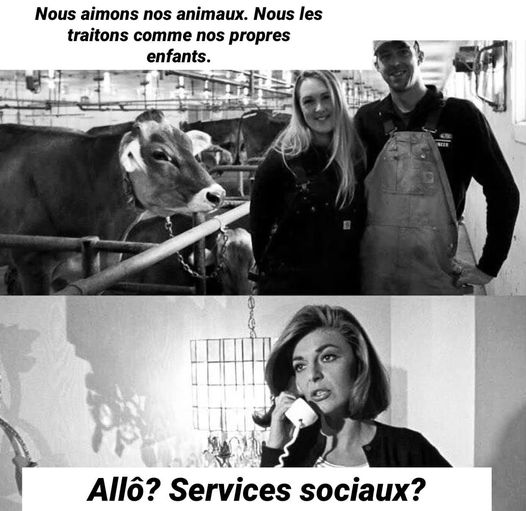 Nous aimons nos animaux. Nous les
traitons comme nos propres
enfants.
Allô? Services sociaux?